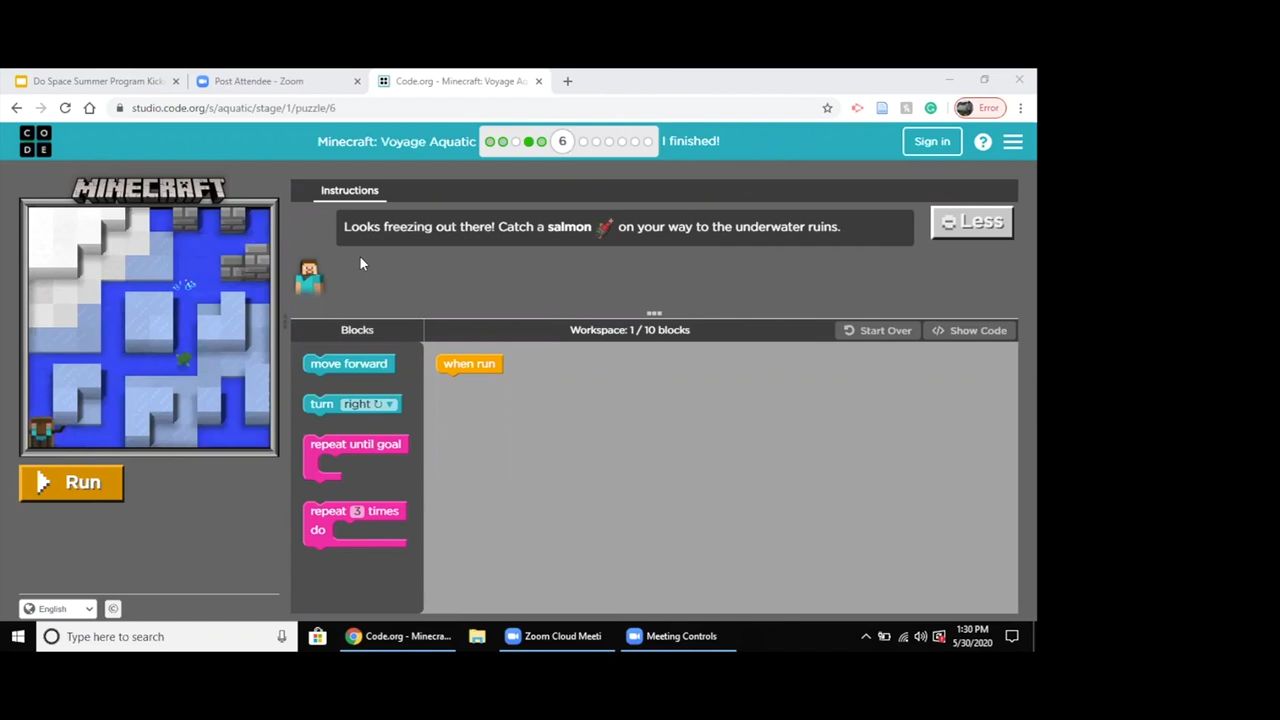 Do Space Summer Program Kick
Post Attendee - Zoom
Code.org - Minecraft: Voyage Aq
studio.code.org/s/aquatic/stage/1/puzzle/6
Error
CODE
Minecraft: Voyage Aquatic
6
I finished!
Sign in
?
MINECRAFT
Instructions
Looks freezing out there! Catch a salmon on your way to the underwater ruins.
Less
Blocks
Workspace: 1 / 10 blocks
Start Over
</> Show Code
move forward
when run
turn right
repeat until goal
Run
repeat 3 times
do
English
©
Type here to search
Code.org - Minecra...
Zoom Cloud Meeti
Meeting Controls
1:30 PM
5/30/2020